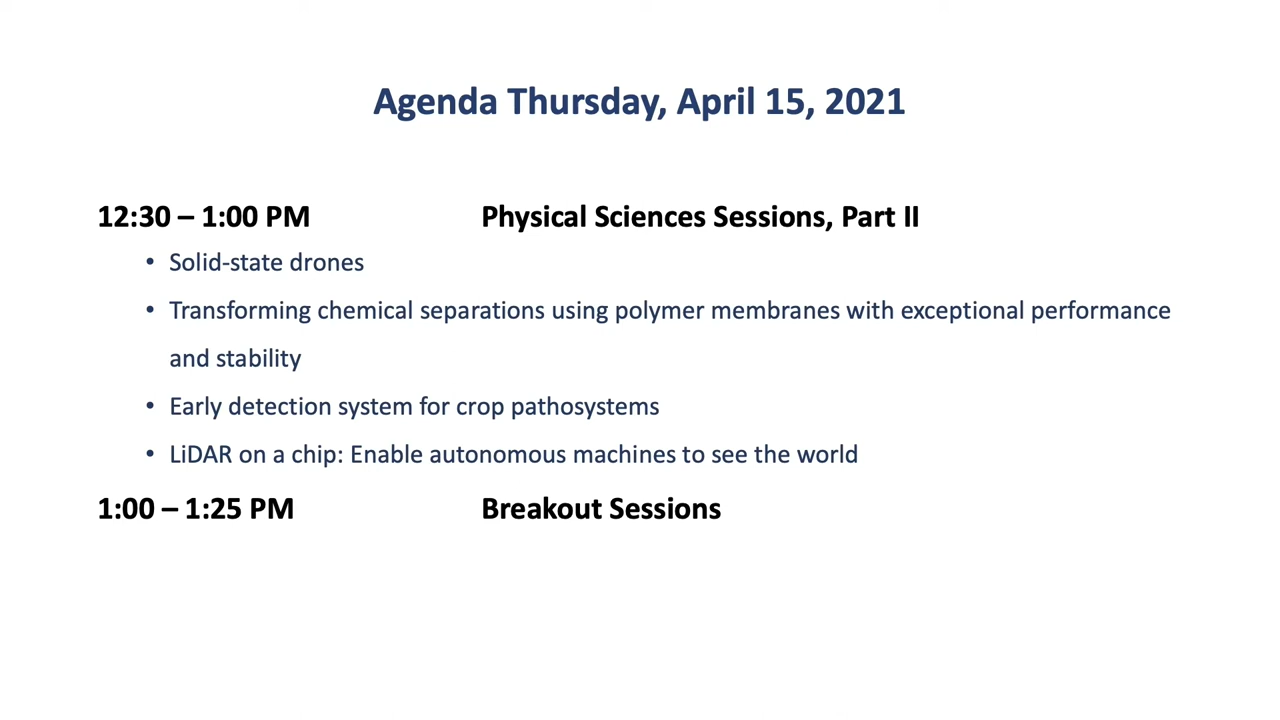 Agenda Thursday, April 15, 2021
12:30 – 1:00 PM Physical Sciences Sessions, Part II
• Solid-state drones
• Transforming chemical separations using polymer membranes with exceptional performance
and stability
• Early detection system for crop pathosystems
• LiDAR on a chip: Enable autonomous machines to see the world
1:00 – 1:25 PM Breakout Sessions